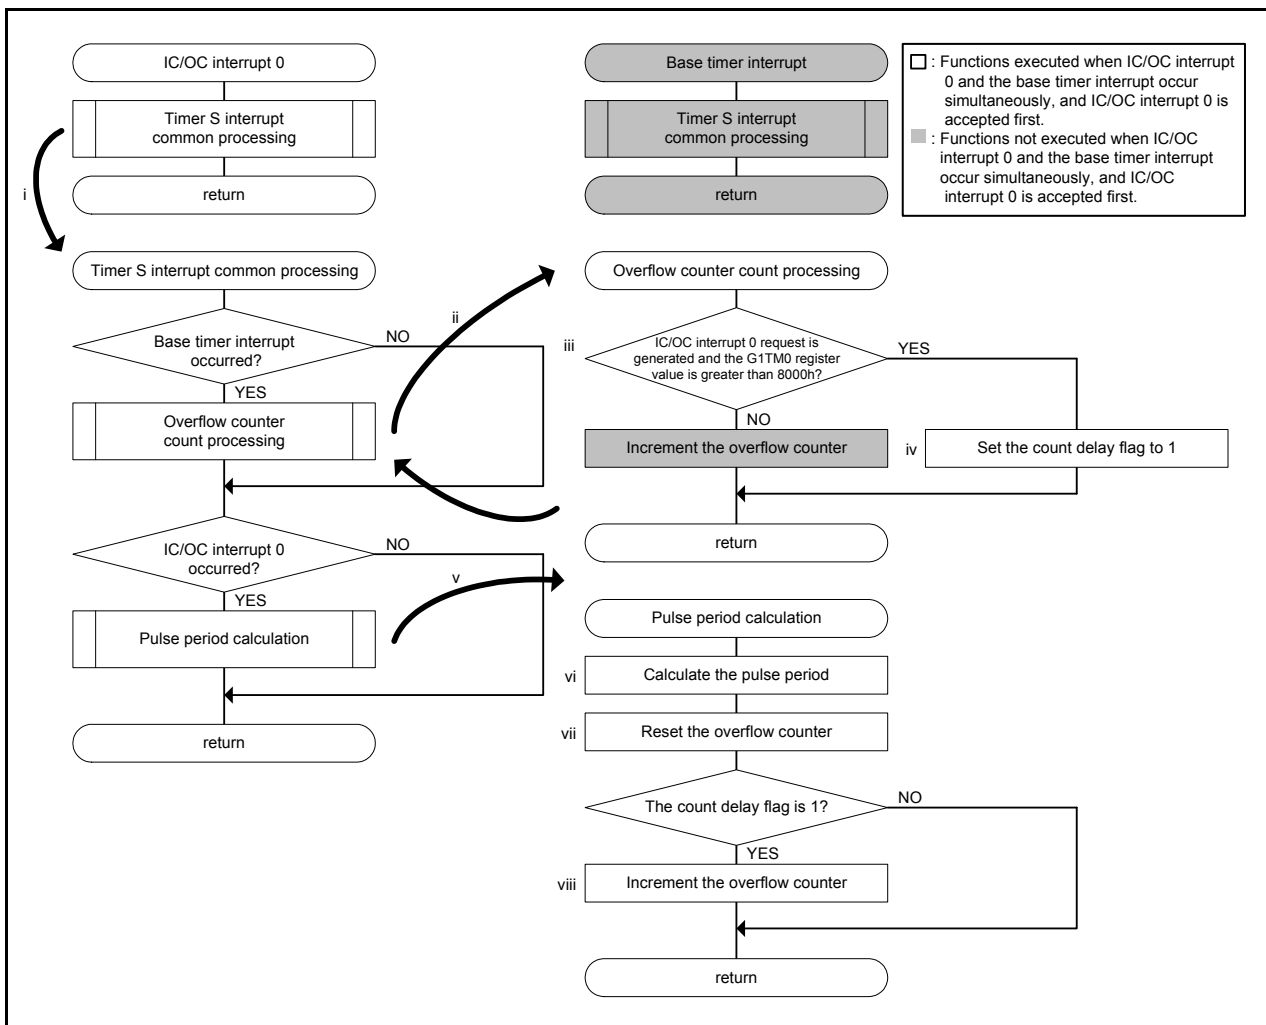 IC/OC interrupt 0
Timer S interrupt
common processing
return
i
Base timer interrupt
Timer S interrupt
common processing
return
: Functions executed when IC/OC interrupt
0 and the base timer interrupt occur
simultaneously, and IC/OC interrupt 0 is
accepted first.
: Functions not executed when IC/OC
interrupt 0 and the base timer interrupt
occur simultaneously, and IC/OC
interrupt 0 is accepted first.
Timer S interrupt common processing
Base timer interrupt
occurred?
NO
YES
Overflow counter
count processing
ii
IC/OC interrupt 0
occurred?
NO
YES
Pulse period calculation
v
return
Overflow counter count processing
iii
IC/OC interrupt 0 request is
generated and the G1TM0 register
value is greater than 8000h?
YES
NO
Increment the overflow counter
iv
Set the count delay flag to 1
return
Pulse period calculation
vi
Calculate the pulse period
vii
Reset the overflow counter
The count delay flag is 1?
NO
YES
viii
Increment the overflow counter
return